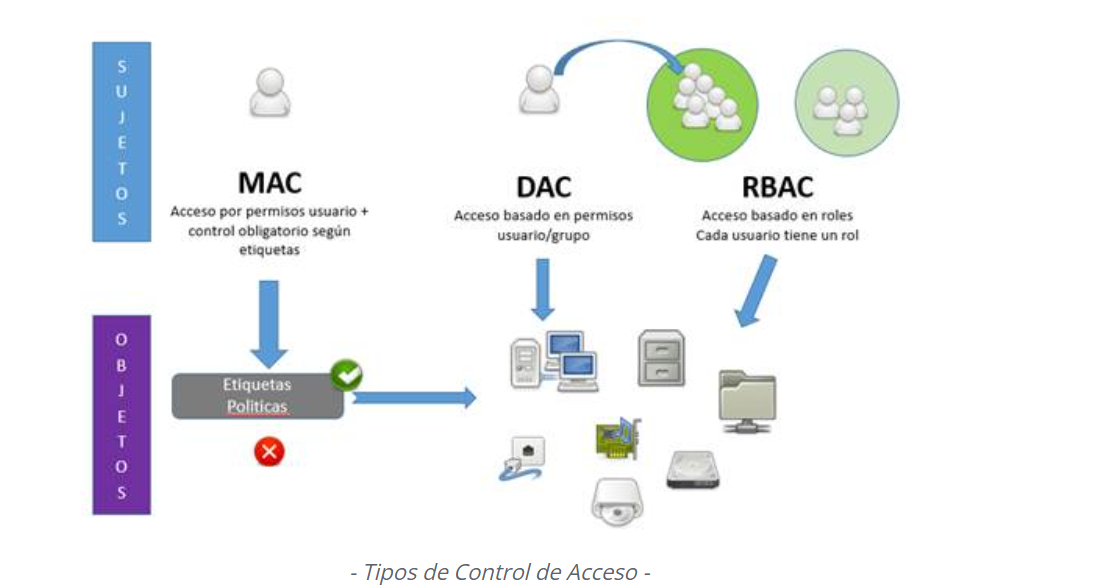 SUJETOS
MAC
Acceso por permisos usuario +
control obligatorio según
etiquetas
DAC
Acceso basado en permisos
usuario/grupo
RBAC
Acceso basado en roles
Cada usuario tiene un rol
OBJETOS
Etiquetas
Politicas
- Tipos de Control de Acceso -